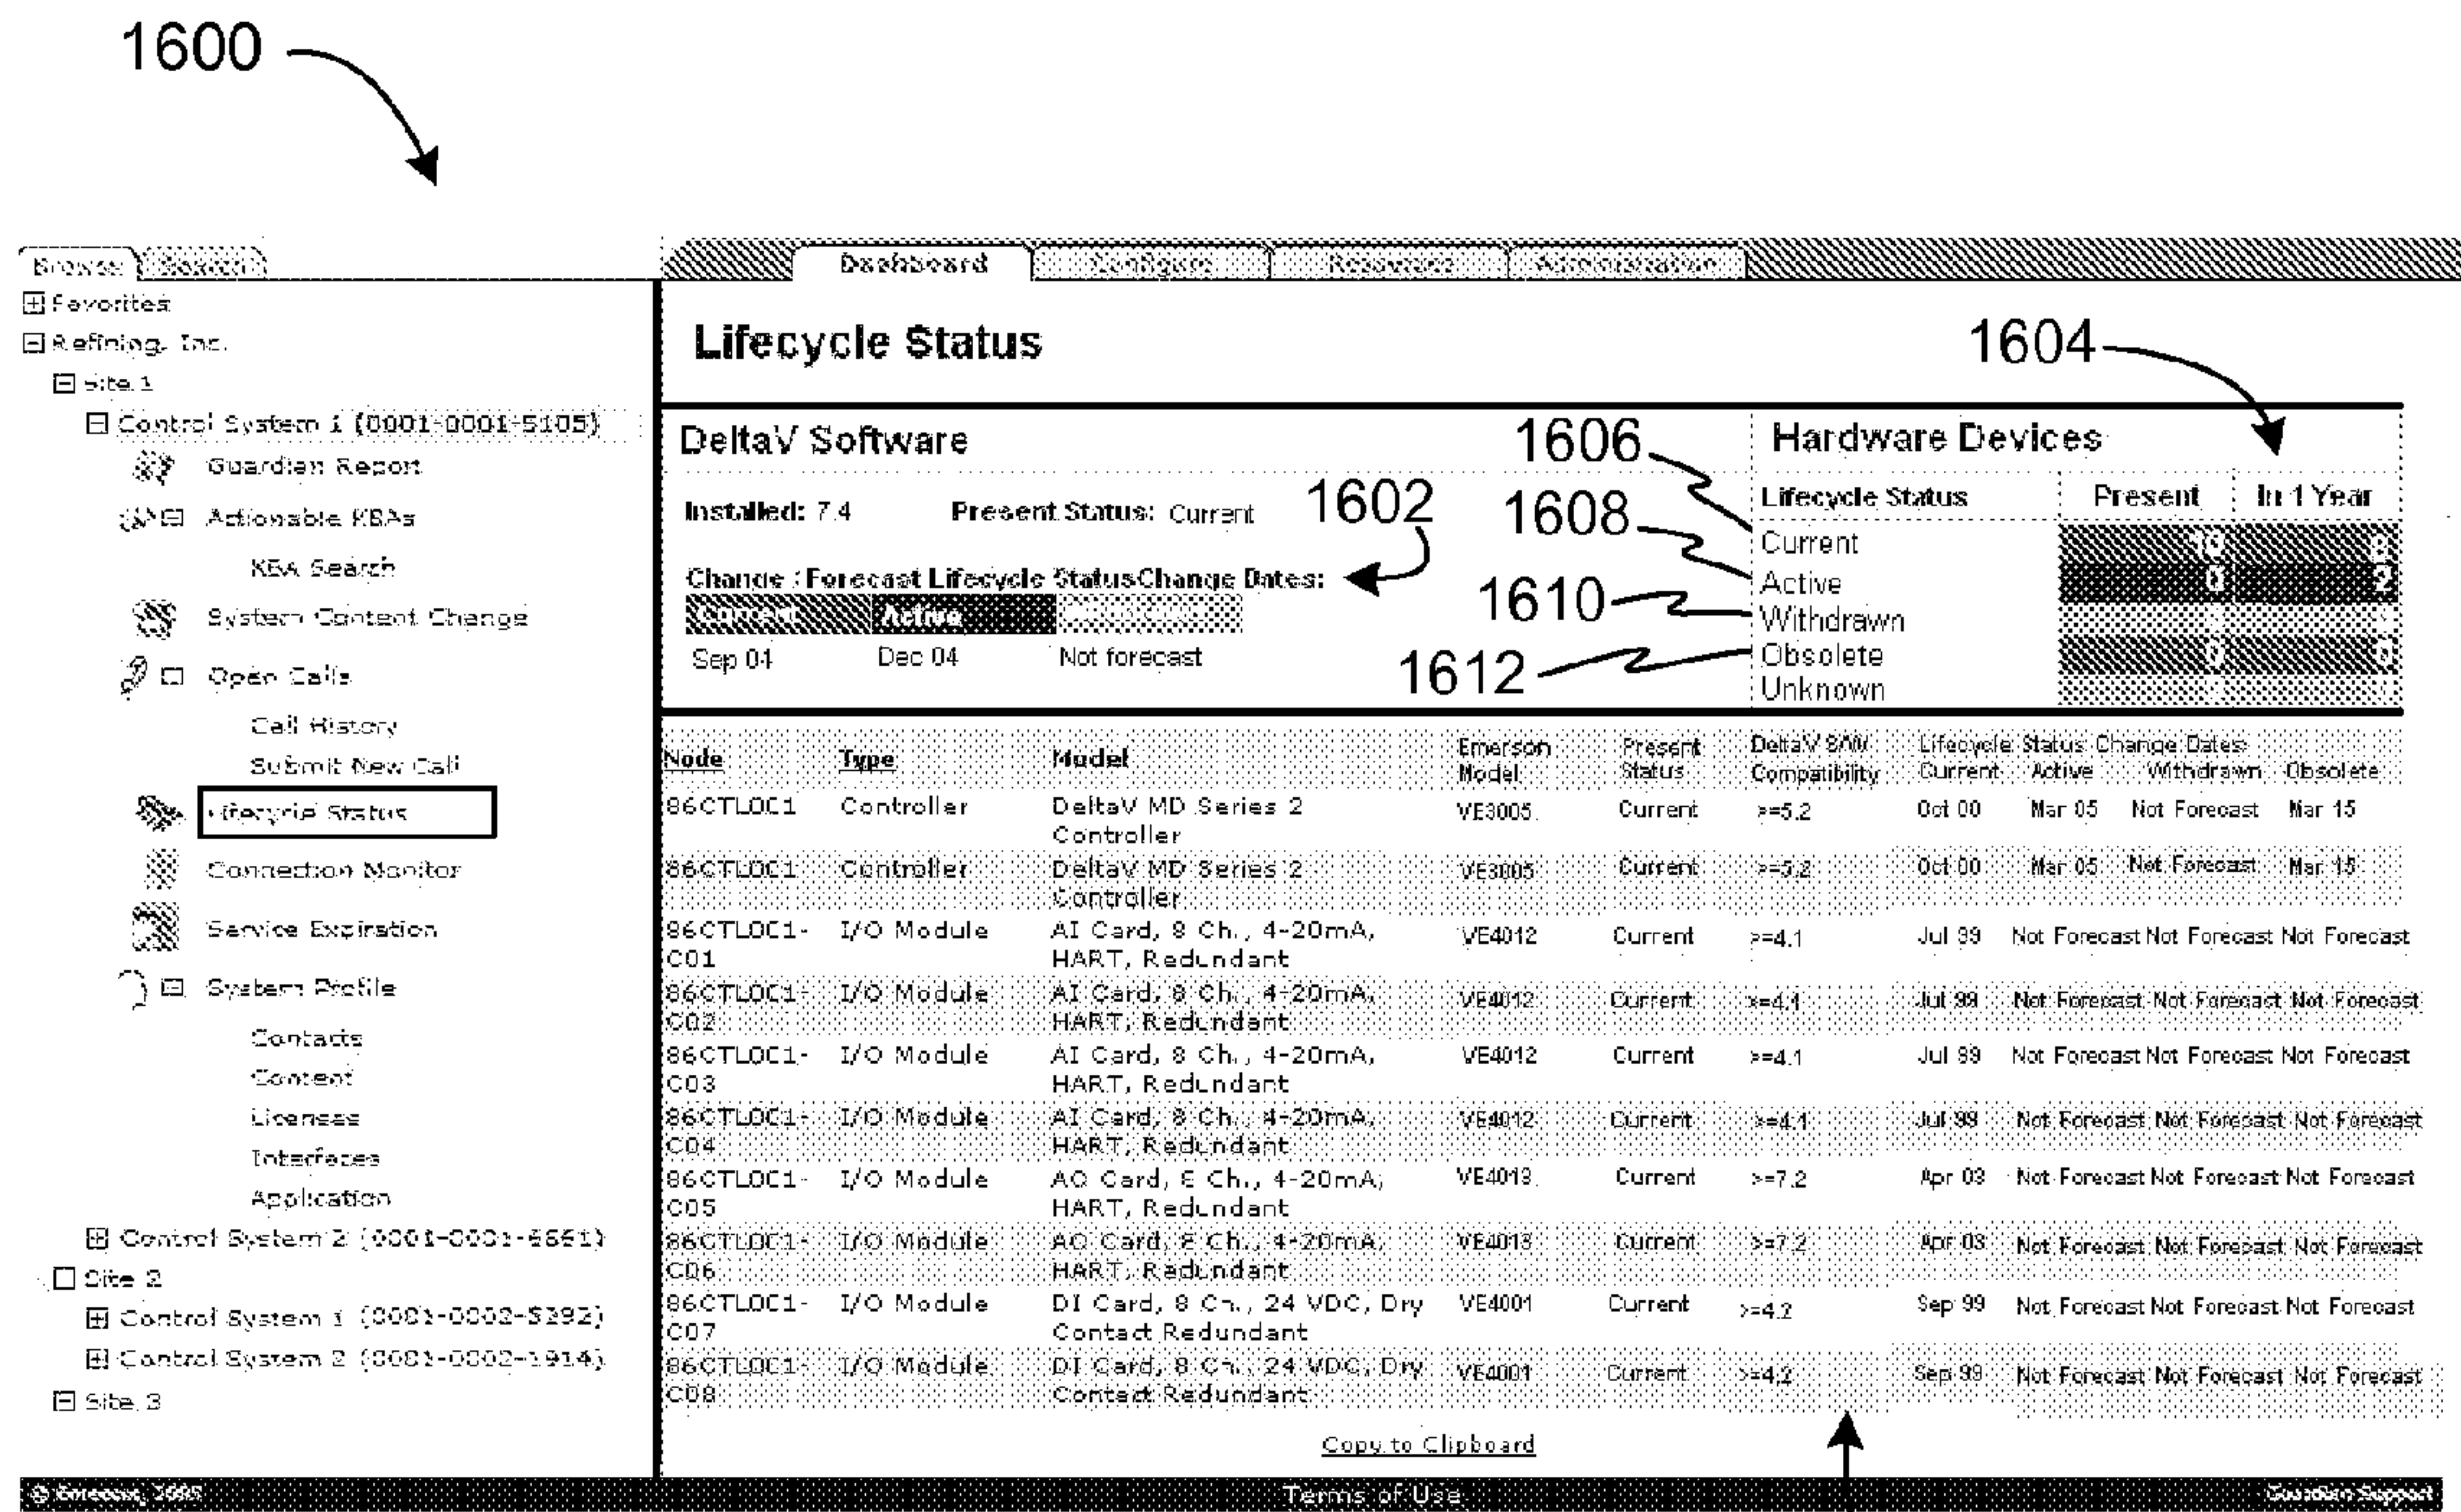 1600
Browse Search
Dashboard Configure Resources Administration
Favorites
Refining, Inc.
Site 1
Control System 1 (0001-0001-5105)
Guardian Report
Actionable KBAs
KBA Search
System Content Change
Open Calls
Call History
Submit New Call
Lifecycle Status
Connection Monitor
Service Expiration
System Profile
Contacts
Content
Licenses
Interfaces
Application
Control System 2
Site 2
Control System 1
Control System 2
Site 3
Lifecycle Status
1604
DeltaV Software
Installed: 7.4 Present Status: Current
1602
Change / Forecast Lifecycle StatusChange Dates:
Current Active
Sep 04 Dec 04 Not forecast
1606
1608
1610
1612
Hardware Devices
Lifecycle Status Present In 1 Year
Current 10
Active 0 2
Withdrawn
Obsolete 0 0
Unknown
Node Type Model Emerson Model Present Status DeltaV S/W Compatibility Lifecycle Status Change Dates:
Current Active Withdrawn Obsolete
86CTLOC1 Controller DeltaV MD Series 2 VE3005 Current >=5.2 Oct 00 Mar 05 Not Forecast Mar 15
Controller
86CTLOC1 Controller DeltaV MD Series 2 VE3005 Current >=5.2 Oct 00 Mar 05 Not Forecast Mar 15
Controller
86CTLOC1- I/O Module AI Card, 8 Ch., 4-20mA, VE4012 Current >=4.1 Jul 99 Not Forecast Not Forecast Not Forecast
C01 HART, Redundant
86CTLOC1- I/O Module AI Card, 8 Ch., 4-20mA, VE4012 Current >=4.1 Jul 99 Not Forecast Not Forecast Not Forecast
C02 HART, Redundant
86CTLOC1- I/O Module AI Card, 8 Ch., 4-20mA, VE4012 Current >=4.1 Jul 99 Not Forecast Not Forecast Not Forecast
C03 HART, Redundant
86CTLOC1- I/O Module AI Card, 8 Ch., 4-20mA, VE4012 Current >=4.1 Jul 99 Not Forecast Not Forecast Not Forecast
C04 HART, Redundant
86CTLOC1- I/O Module AO Card, 8 Ch., 4-20mA, VE4013 Current >=7.2 Apr 03 Not Forecast Not Forecast Not Forecast
C05 HART, Redundant
86CTLOC1- I/O Module AO Card, 8 Ch., 4-20mA, VE4013 Current >=7.2 Apr 03 Not Forecast Not Forecast Not Forecast
C06 HART, Redundant
86CTLOC1- I/O Module DI Card, 8 Ch., 24 VDC, Dry VE4001 Current >=4.2 Sep 99 Not Forecast Not Forecast Not Forecast
C07 Contact Redundant
86CTLOC1- I/O Module DI Card, 8 Ch., 24 VDC, Dry VE4001 Current >=4.2 Sep 99 Not Forecast Not Forecast Not Forecast
C08 Contact Redundant
Copy to Clipboard
Terms of Use
Guardian Support